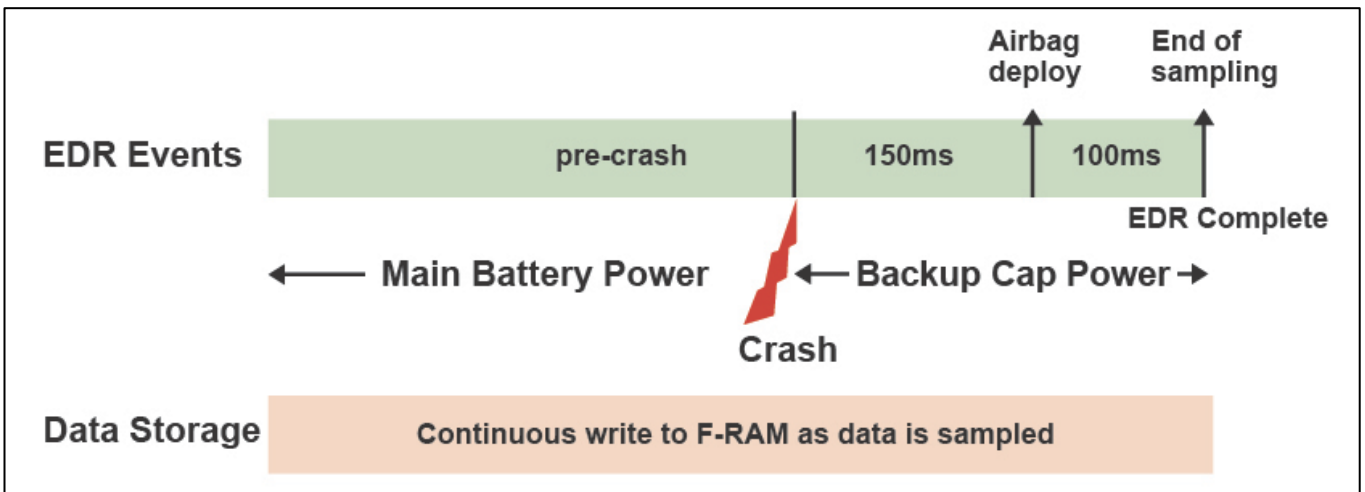 Airbag
deploy
End of
sampling
EDR Events
pre-crash
150ms
100ms
EDR Complete
Main Battery Power
Backup Cap Power
Crash
Data Storage
Continuous write to F-RAM as data is sampled